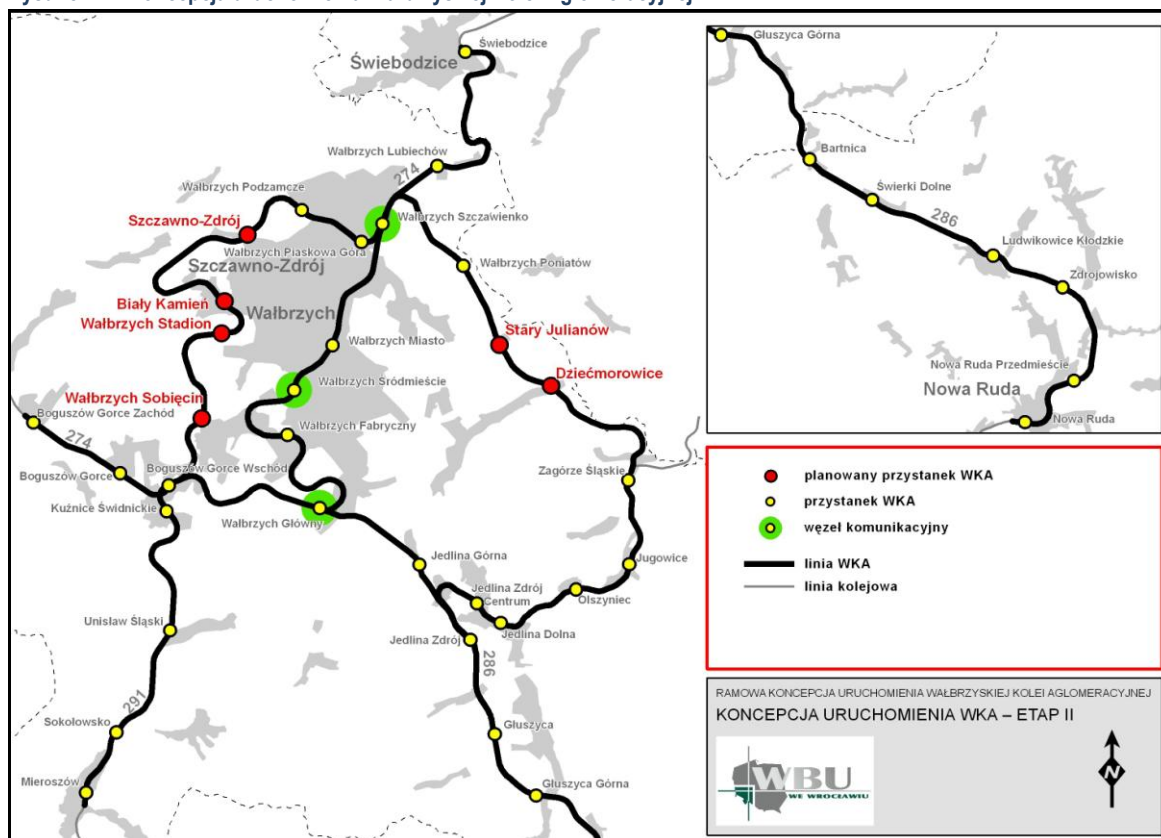 Świebodzice
Świebodzice
Wałbrzych Lubiechów
274
Wałbrzych Podzamcze
Szczawno-Zdrój
Wałbrzych Szczawienko
Wałbrzych Piaskowa Góra
Szczawno-Zdrój
Wałbrzych Poniatów
Biały Kamień
Wałbrzych
Wałbrzych Stadion
Wałbrzych Miasto
Stary Julianów
Dziećmorowice
Wałbrzych Śródmieście
Wałbrzych Sobięcin
Boguszów Gorce Zachód
274
Wałbrzych Fabryczny
Boguszów Gorce Wschód
Boguszów Gorce
Zagórze Śląskie
Kuźnice Świdnickie
Wałbrzych Główny
Jedlina Górna
Jugowice
Jedlina Zdrój
Centrum
Olszyniec
Unisław Śląski
Jedlina Zdrój
Jedlina Dolna
286
291
Sokołowsko
Głuszyca
Mieroszów
Głuszyca Górna
Głuszyca Górna
Bartnica
Świerki Dolne
286
Ludwikowice Kłodzkie
Zdrojowisko
Nowa Ruda Przedmieście
Nowa Ruda
Nowa Ruda
planowany przystanek WKA
przystanek WKA
węzeł komunikacyjny
linia WKA
linia kolejowa
RAMOWA KONCEPCJA URUCHOMIENIA WAŁBRZYSKIEJ KOLEI AGLOMERACYJNEJ
KONCEPCJA URUCHOMIENIA WKA – ETAP II
WBU
WE WROCŁAWIU
N